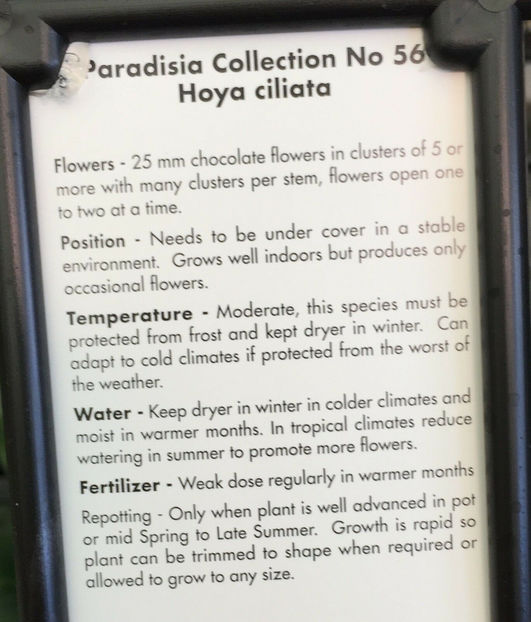 Paradisia Collection No 56
Hoya ciliata
Flowers - 25 mm chocolate flowers in clusters of 5 or
more with many clusters per stem, flowers open one
to two at a time.
Position - Needs to be under cover in a stable
environment. Grows well indoors but produces only
occasional flowers.
Temperature - Moderate, this species must be
protected from frost and kept dryer in winter. Can
adapt to cold climates if protected from the worst of
the weather.
Water - Keep dryer in winter in colder climates and
moist in warmer months. In tropical climates reduce
watering in summer to promote more flowers.
Fertilizer - Weak dose regularly in warmer months
Repotting - Only when plant is well advanced in pot
or mid Spring to Late Summer. Growth is rapid so
plant can be trimmed to shape when required or
allowed to grow to any size.